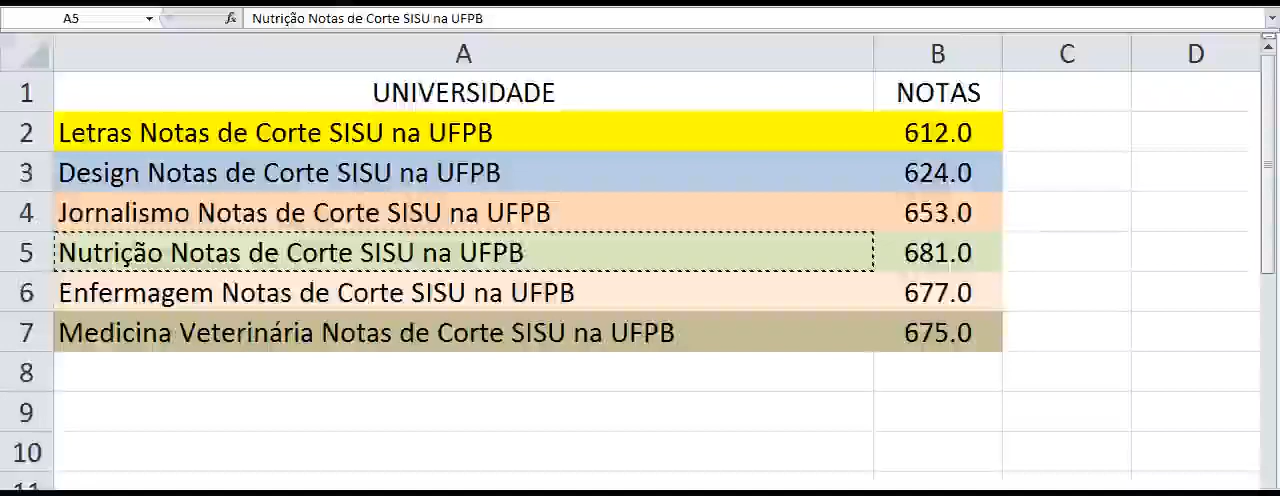 A5 fx Nutrição Notas de Corte SISU na UFPB
A B C D
1 UNIVERSIDADE NOTAS
2 Letras Notas de Corte SISU na UFPB 612.0
3 Design Notas de Corte SISU na UFPB 624.0
4 Jornalismo Notas de Corte SISU na UFPB 653.0
5 Nutrição Notas de Corte SISU na UFPB 681.0
6 Enfermagem Notas de Corte SISU na UFPB 677.0
7 Medicina Veterinária Notas de Corte SISU na UFPB 675.0
8
9
10
11